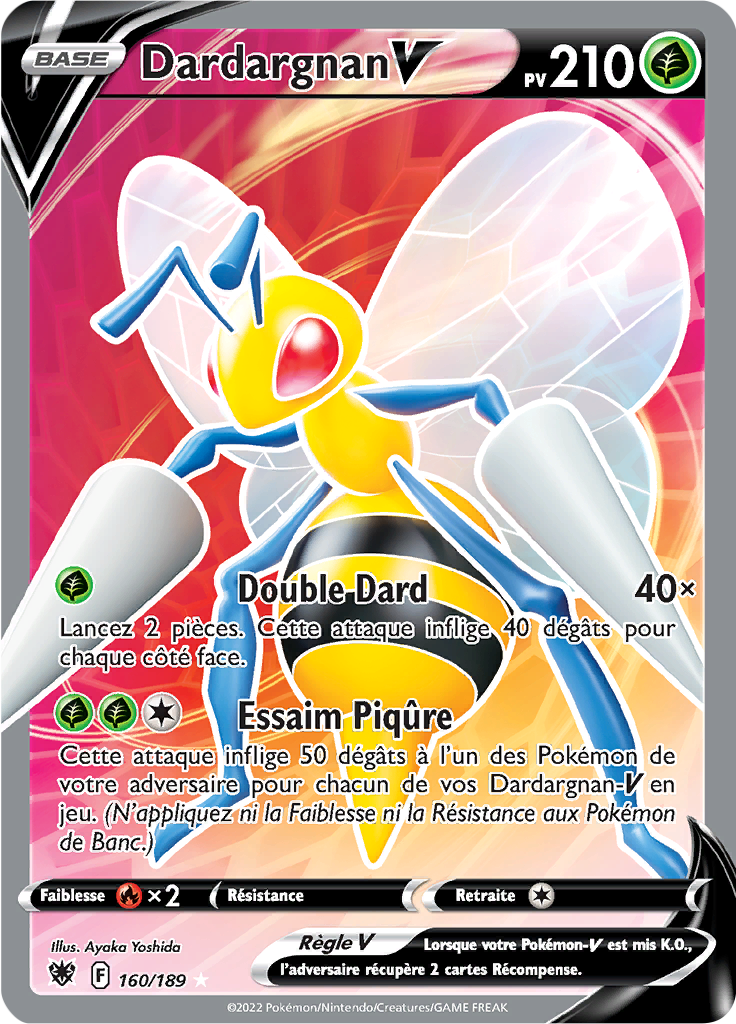 BASE Dardargnan V PV 210
Double Dard 40×
Lancez 2 pièces. Cette attaque inflige 40 dégâts pour
chaque côté face.
Essaim Piqûre
Cette attaque inflige 50 dégâts à l'un des Pokémon de
votre adversaire pour chacun de vos Dardargnan-V en
jeu. (N'appliquez ni la Faiblesse ni la Résistance aux Pokémon
de Banc.)
Faiblesse ×2 Résistance Retraite
Illus. Ayaka Yoshida
Règle V Lorsque votre Pokémon-V est mis K.O.,
l'adversaire récupère 2 cartes Récompense.
F 160/189
©2022 Pokémon/Nintendo/Creatures/GAME FREAK